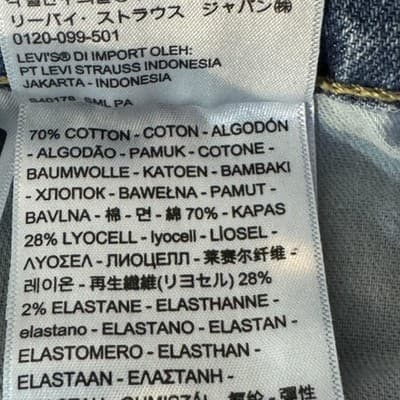 リーバイ・ストラウス ジャパン㈱
0120-099-501
LEVI'S® DI IMPORT OLEH:
PT LEVI STRAUSS INDONESIA
JAKARTA - INDONESIA
70% COTTON - COTON - ALGODÓN
- ALGODÃO - PAMUK - COTONE -
BAUMWOLLE - KATOEN - BAMBAKI
- ХЛОПОК - BAWEŁNA - PAMUT -
BAVLNA - 棉 - 면 - 綿 70% - KAPAS
28% LYOCELL - lyocell - LİOSEL -
ΛΥΟΣΕΛ - ЛИОЦЕЛЛ - 莱赛尔纤维 -
레이온 - 再生繊維(リヨセル) 28%
2% ELASTANE - ELASTHANNE -
elastano - ELASTANO - ELASTAN -
ELASTOMERO - ELASTHAN -
ELASTAAN - ΕΛΑΣΤΑΝΗ -